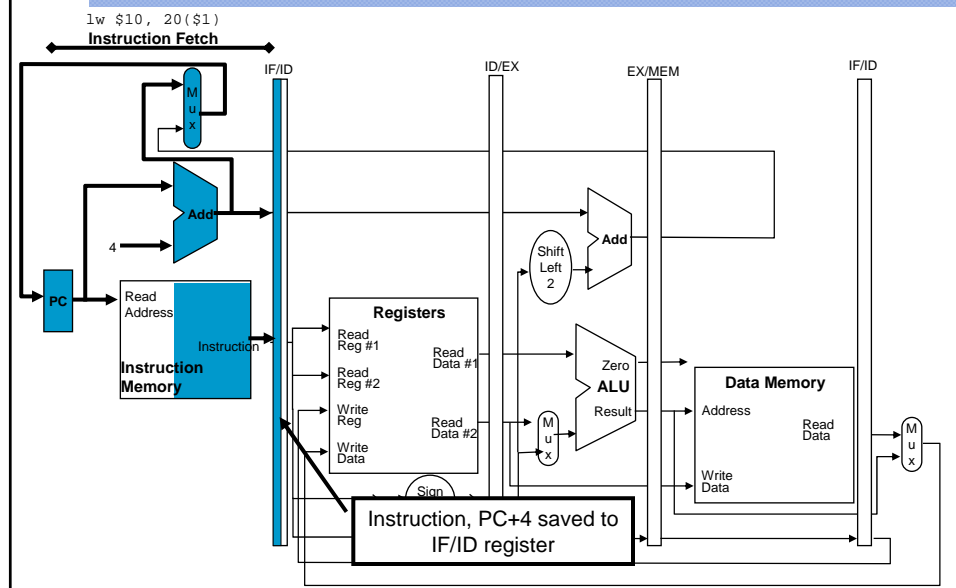 lw $10, 20($1)
Instruction Fetch
IF/ID
ID/EX
EX/MEM
IF/ID
M
u
x
Add
4
PC
Read
Address
Instruction
Instruction
Memory
Registers
Read
Reg #1
Read
Reg #2
Write
Reg
Write
Data
Read
Data #1
Read
Data #2
Sign
Shift
Left
2
Add
Zero
ALU
Result
M
u
x
Data Memory
Address
Read
Data
Write
Data
M
u
x
Instruction, PC+4 saved to
IF/ID register